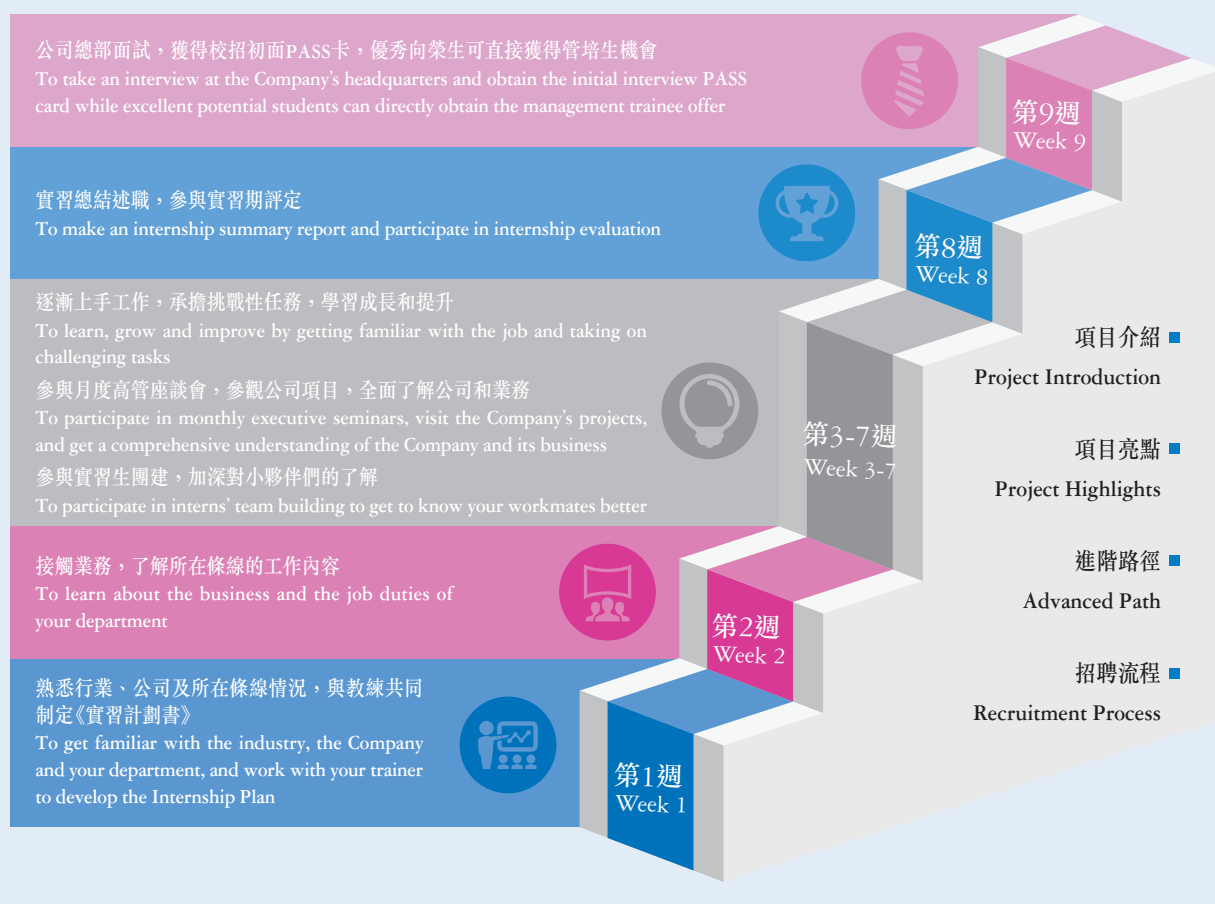 公司總部面試，獲得校招初面PASS卡，優秀向榮生可直接獲得管培生機會
To take an interview at the Company's headquarters and obtain the initial interview PASS
card while excellent potential students can directly obtain the management trainee offer
第9週
Week 9
實習總結述職，參與實習期評定
To make an internship summary report and participate in internship evaluation
第8週
Week 8
逐漸上手工作，承擔挑戰性任務，學習成長和提升
To learn, grow and improve by getting familiar with the job and taking on
challenging tasks
參與月度高管座談會，參觀公司項目，全面了解公司和業務
To participate in monthly executive seminars, visit the Company's projects,
and get a comprehensive understanding of the Company and its business
參與實習生團建，加深對小夥伴們的了解
To participate in interns' team building to get to know your workmates better
第3-7週
Week 3-7
接觸業務，了解所在條線的工作內容
To learn about the business and the job duties of
your department
第2週
Week 2
熟悉行業、公司及所在條線情況，與教練共同
制定《實習計劃書》
To get familiar with the industry, the Company
and your department, and work with your trainer
to develop the Internship Plan
第1週
Week 1
項目介紹
Project Introduction
項目亮點
Project Highlights
進階路徑
Advanced Path
招聘流程
Recruitment Process